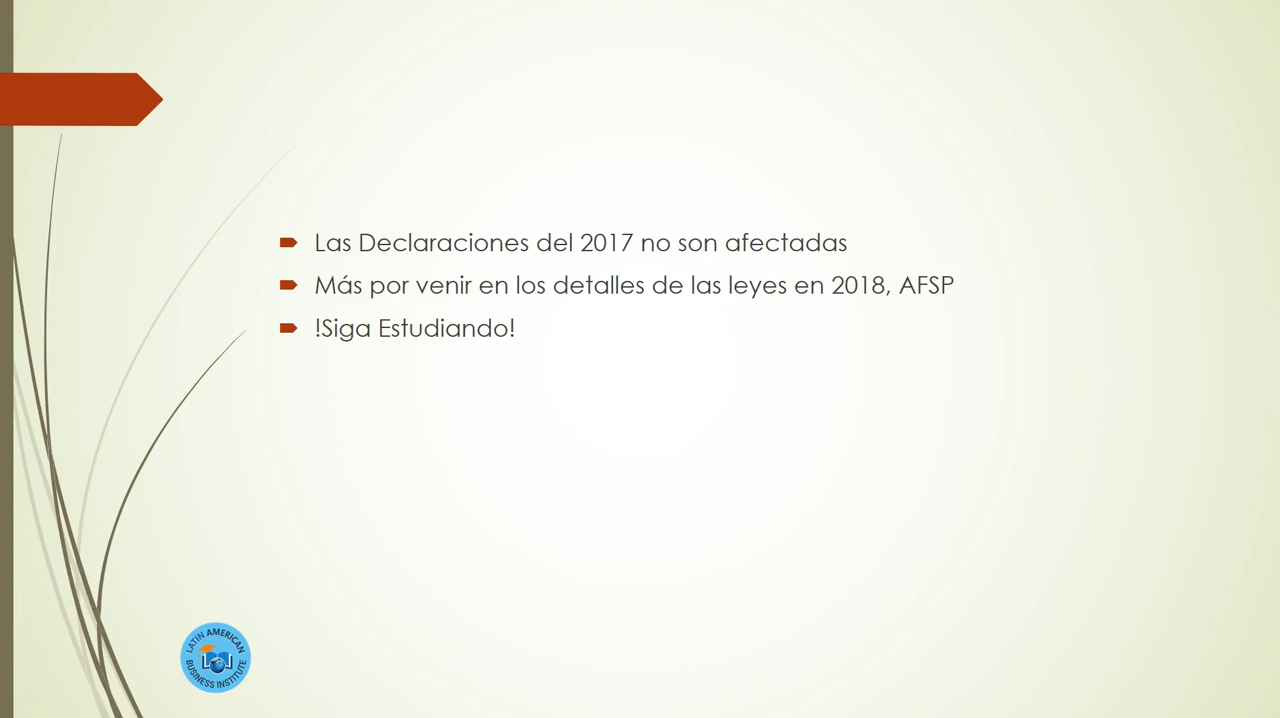 Las Declaraciones del 2017 no son afectadas
Más por venir en los detalles de las leyes en 2018, AFSP
!Siga Estudiando!
LATIN AMERICAN
BUSINESS INSTITUTE